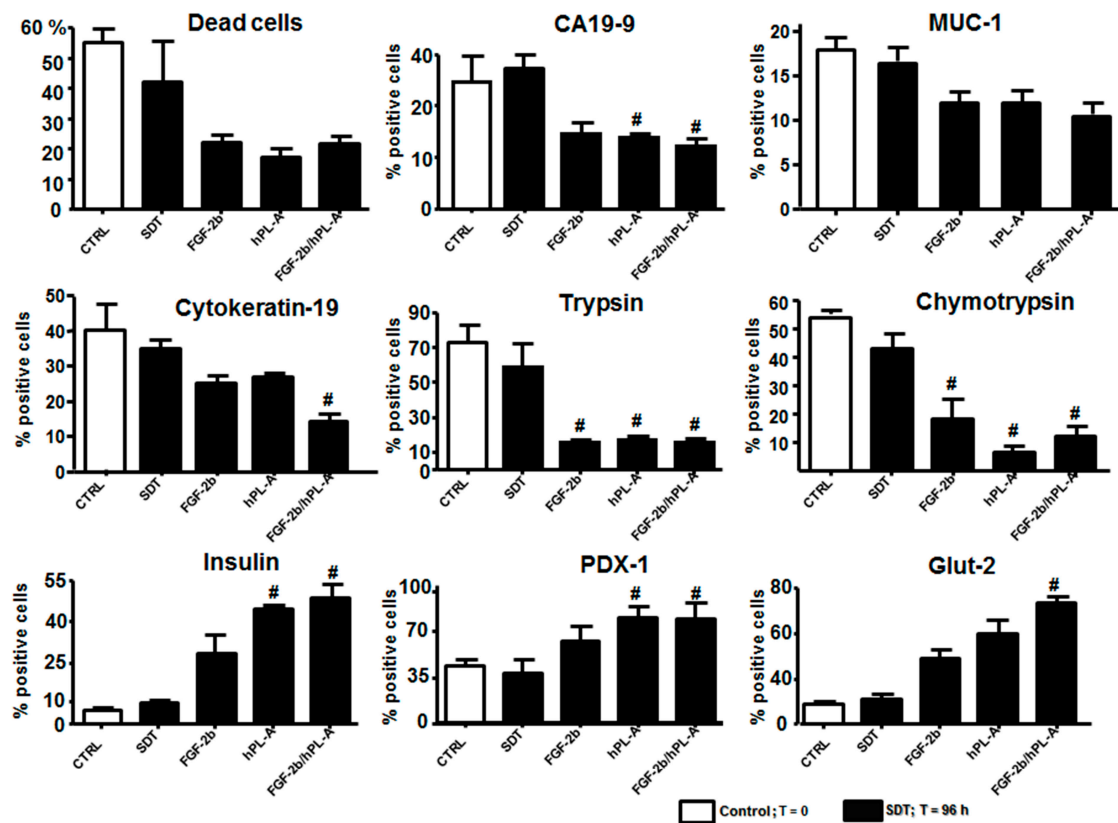 Dead cells
60 %
50
40
30
20
10
0
CTRL
SDT
FGF-2b
hPL-A
FGF-2b/hPL-A
CA19-9
% positive cells
40
20
10
0
CTRL
SDT
FGF-2b
hPL-A
FGF-2b/hPL-A
# #
MUC-1
% positive cells
20
15
10
5
0
CTRL
SDT
FGF-2b
hPL-A
FGF-2b/hPL-A
Cytokeratin-19
% positive cells
50
40
30
20
10
0
CTRL
SDT
FGF-2b
hPL-A
FGF-2b/hPL-A
#
Trypsin
% positive cells
90
70
50
30
10
0
CTRL
SDT
FGF-2b
hPL-A
FGF-2b/hPL-A
# # #
Chymotrypsin
% positive cells
60
50
40
30
20
10
CTRL
SDT
FGF-2b
hPL-A
FGF-2b/hPL-A
# # #
Insulin
% positive cells
55
25
10
0
CTRL
SDT
FGF-2b
hPL-A
FGF-2b/hPL-A
# #
PDX-1
% positive cells
100
70
35
0
CTRL
SDT
FGF-2b
hPL-A
FGF-2b/hPL-A
# #
Glut-2
% positive cells
80
60
40
0
CTRL
SDT
FGF-2b
hPL-A
FGF-2b/hPL-A
#
Control; T = 0
SDT; T = 96 h